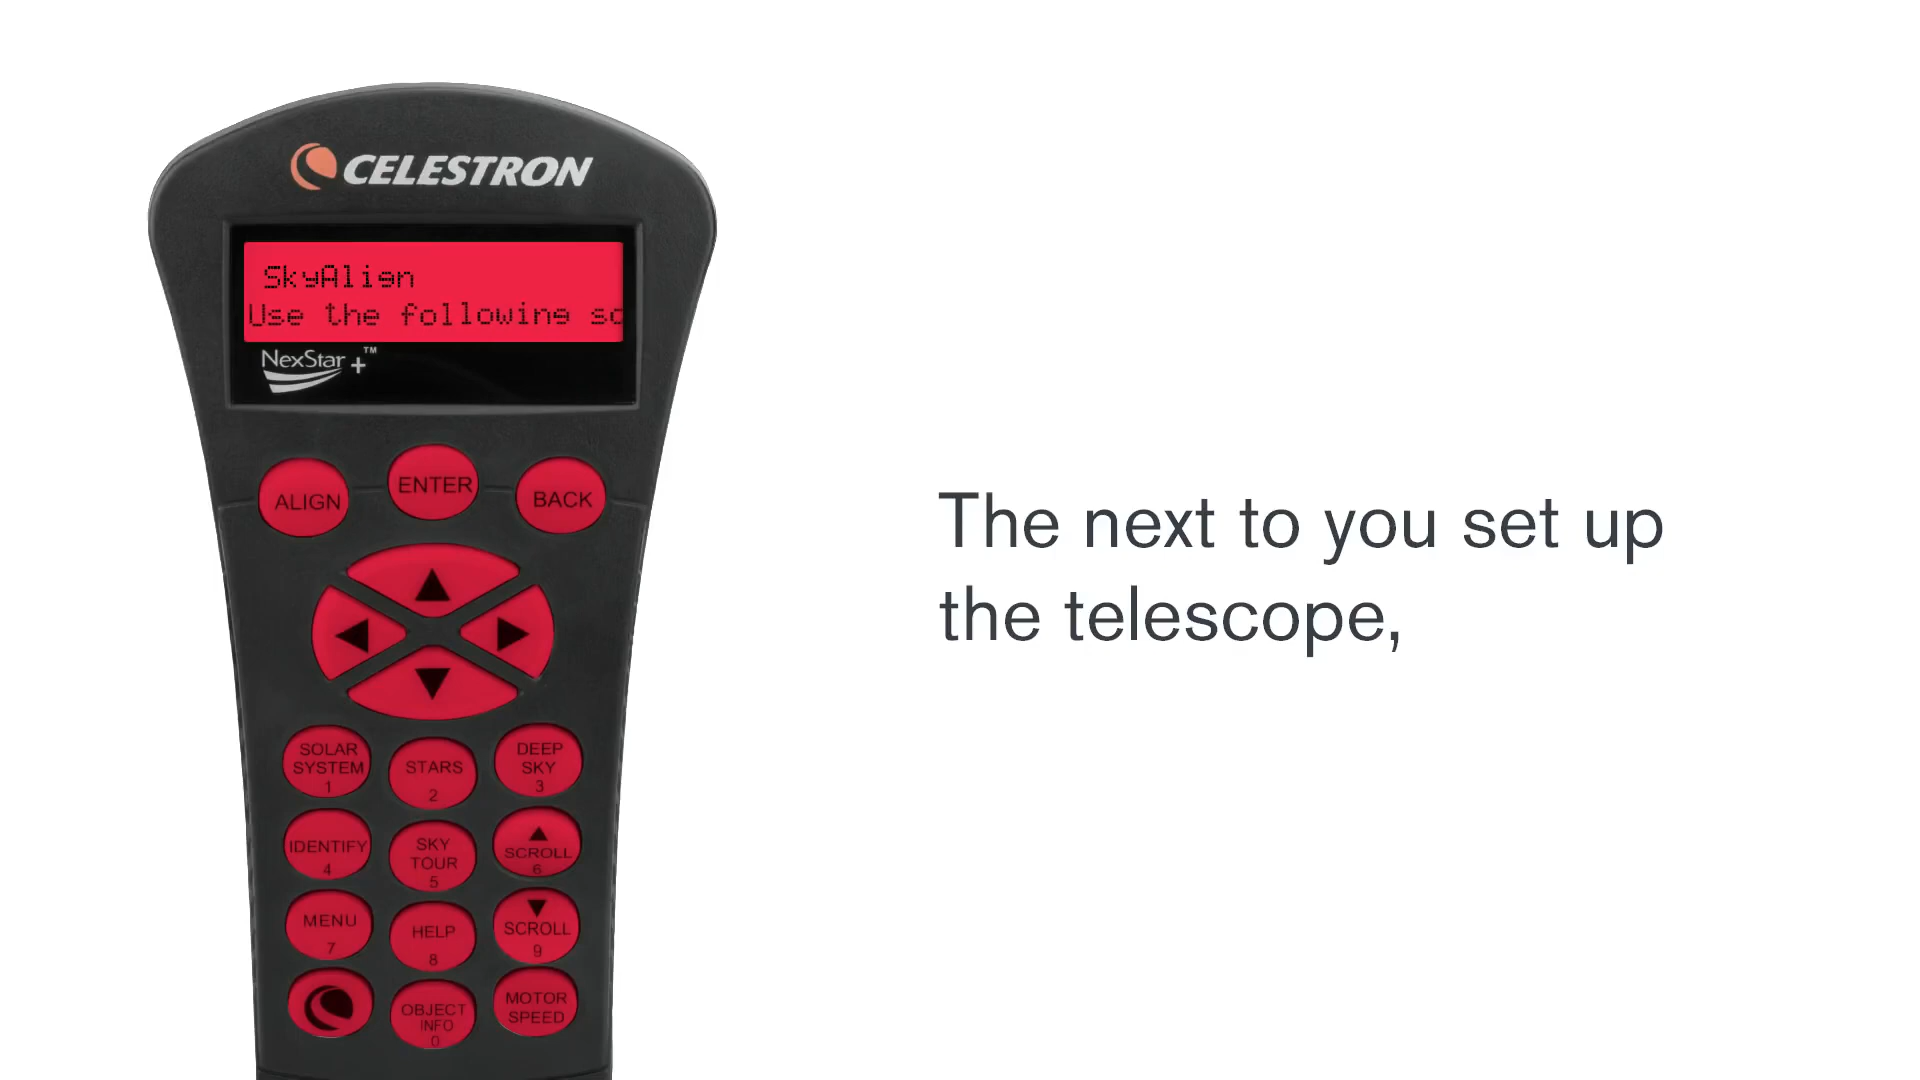 CELESTRON
SkyAlign
Use the following sc
NexStar +™
ALIGN
ENTER
BACK
SOLAR
SYSTEM
1
STARS
2
DEEP
SKY
3
IDENTIFY
4
SKY
TOUR
5
SCROLL
6
MENU
7
HELP
8
SCROLL
9
OBJECT
INFO
0
MOTOR
SPEED
The next to you set up
the telescope,